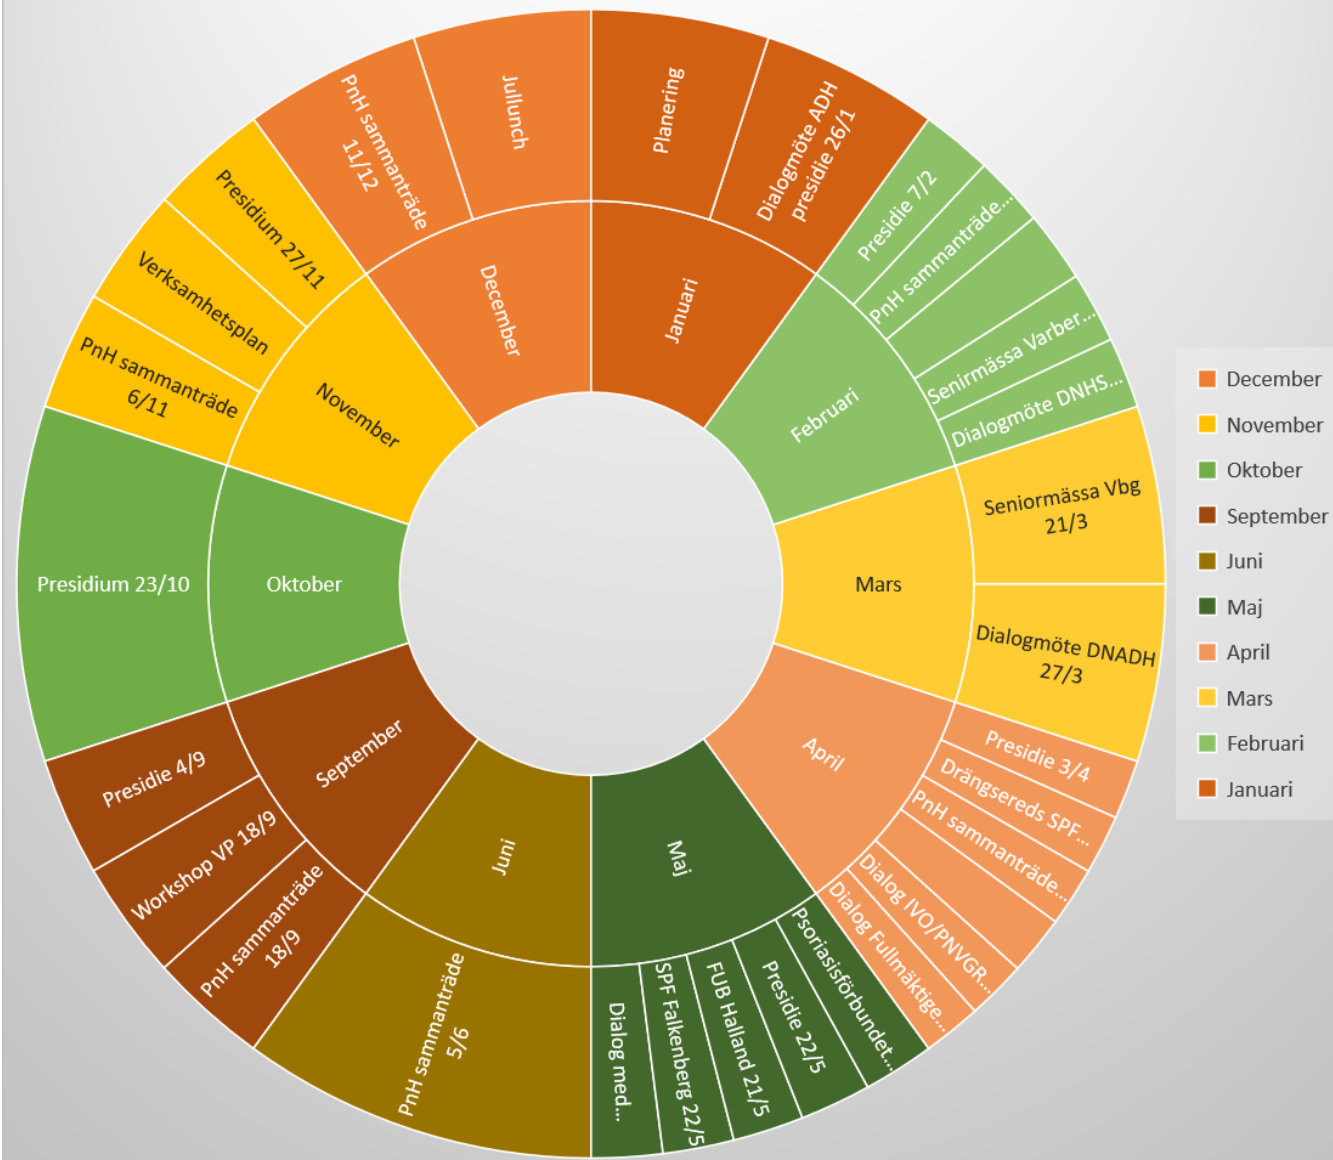 Januari
Planering
Dialogmöte ADH
presidie 26/1
Februari
Presidie 7/2
PnH sammanträde...
Senirmässa Varber...
Dialogmöte DNHS...
Mars
Seniormässa Vbg
21/3
Dialogmöte DNADH
27/3
April
Presidie 3/4
Drängsereds SPF...
PnH sammanträde...
Dialog IVO/PNVGR...
Dialog Fullmäktige...
Maj
Psoriasisförbundet...
Presidie 22/5
FUB Halland 21/5
SPF Falkenberg 22/5
Dialog med...
Juni
PnH sammanträde
5/6
September
PnH sammanträde
18/9
Workshop VP 18/9
Presidie 4/9
Oktober
Presidium 23/10
November
PnH sammanträde
6/11
Verksamhetsplan
Presidium 27/11
December
PnH sammanträde
11/12
Jullunch
December
November
Oktober
September
Juni
Maj
April
Mars
Februari
Januari